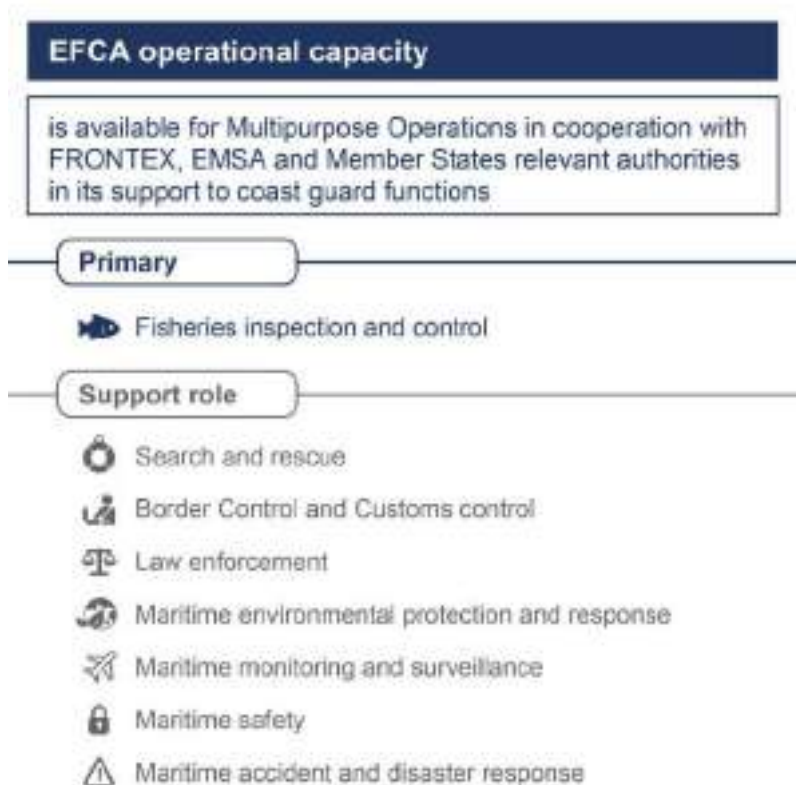 EFCA operational capacity
is available for Multipurpose Operations in cooperation with
FRONTEX, EMSA and Member States relevant authorities
in its support to coast guard functions
Primary
Fisheries inspection and control
Support role
Search and rescue
Border Control and Customs control
Law enforcement
Maritime environmental protection and response
Maritime monitoring and surveillance
Maritime safety
Maritime accident and disaster response